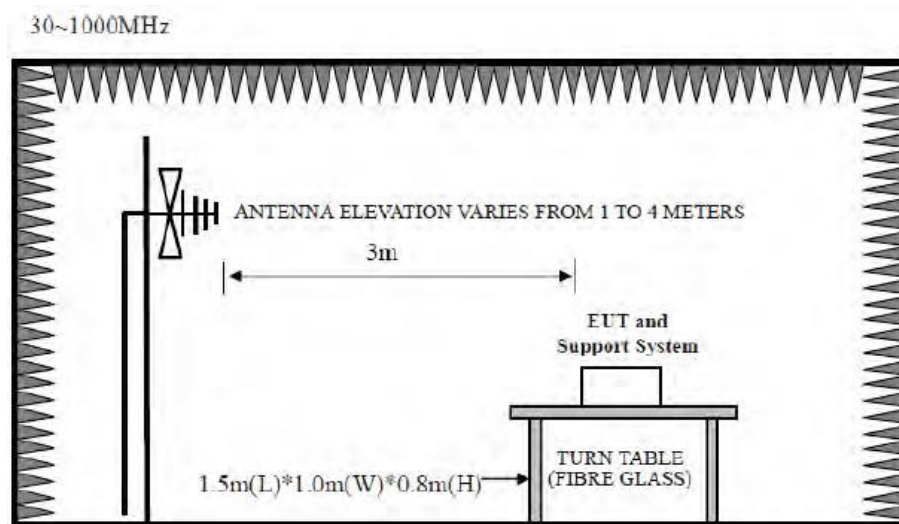 30~1000MHz
ANTENNA ELEVATION VARIES FROM 1 TO 4 METERS
3m
EUT and
Support System
TURN TABLE
(FIBRE GLASS)
1.5m(L)*1.0m(W)*0.8m(H)